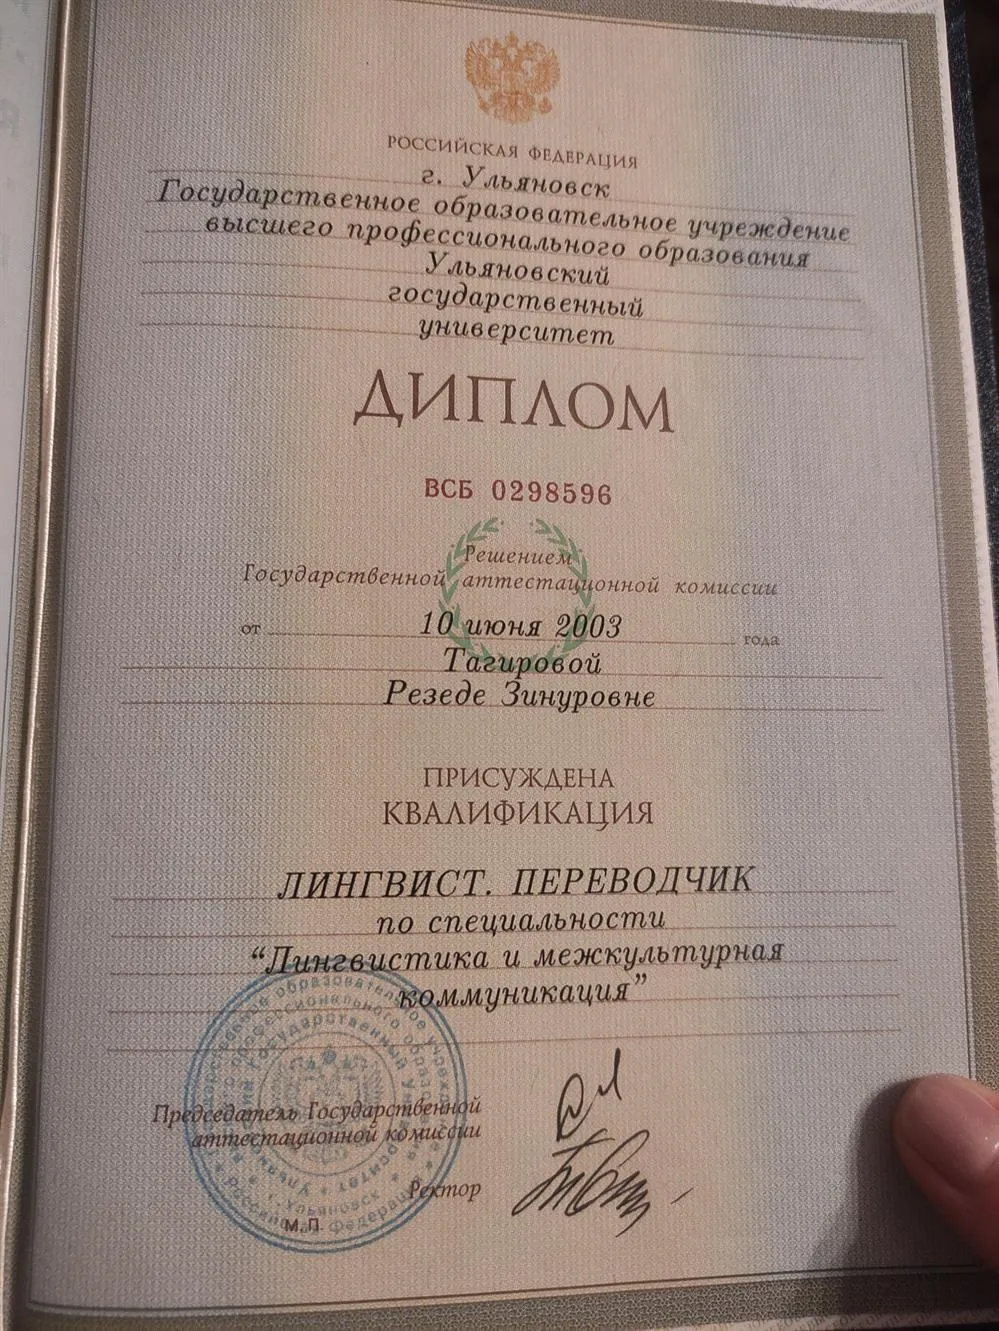 РОССИЙСКАЯ ФЕДЕРАЦИЯ
г. Ульяновск
Государственное образовательное учреждение
высшего профессионального образования
Ульяновский
государственный
университет
ДИПЛОМ
ВСБ 0298596
Решением
Государственной аттестационной комиссии
от 10 июня 2003 года
Тагировой
Резеде Зинуровне
ПРИСУЖДЕНА
КВАЛИФИКАЦИЯ
ЛИНГВИСТ. ПЕРЕВОДЧИК
по специальности
“Лингвистика и межкультурная
коммуникация”
Председатель Государственной
аттестационной комиссии
Ректор
М.П.